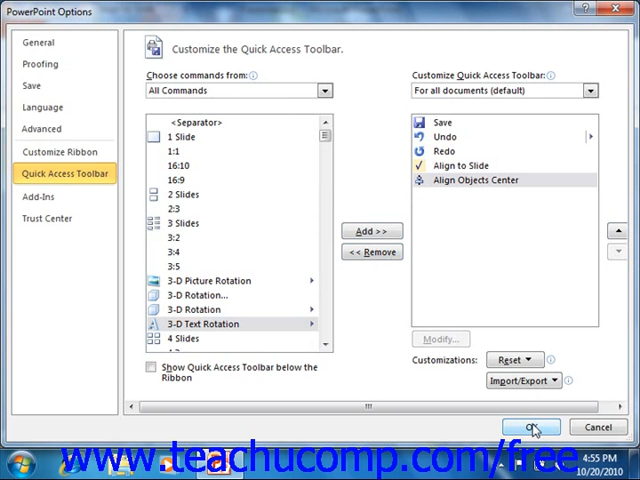 PowerPoint Options
General
Proofing
Save
Language
Advanced
Customize Ribbon
Quick Access Toolbar
Add-Ins
Trust Center
Customize the Quick Access Toolbar.
Choose commands from:
All Commands
<Separator>
1 Slide
1:1
16:10
16:9
2 Slides
2:3
3 Slides
3:2
3:4
3:5
3-D Picture Rotation
3-D Rotation...
3-D Rotation
3-D Text Rotation
4 Slides
Show Quick Access Toolbar below the
Ribbon
Add >>
<< Remove
Customize Quick Access Toolbar:
For all documents (default)
Save
Undo
Redo
Align to Slide
Align Objects Center
Modify...
Customizations:
Reset
Import/Export
OK
Cancel
www.teachucomp.com/free
4:55 PM
10/20/2010